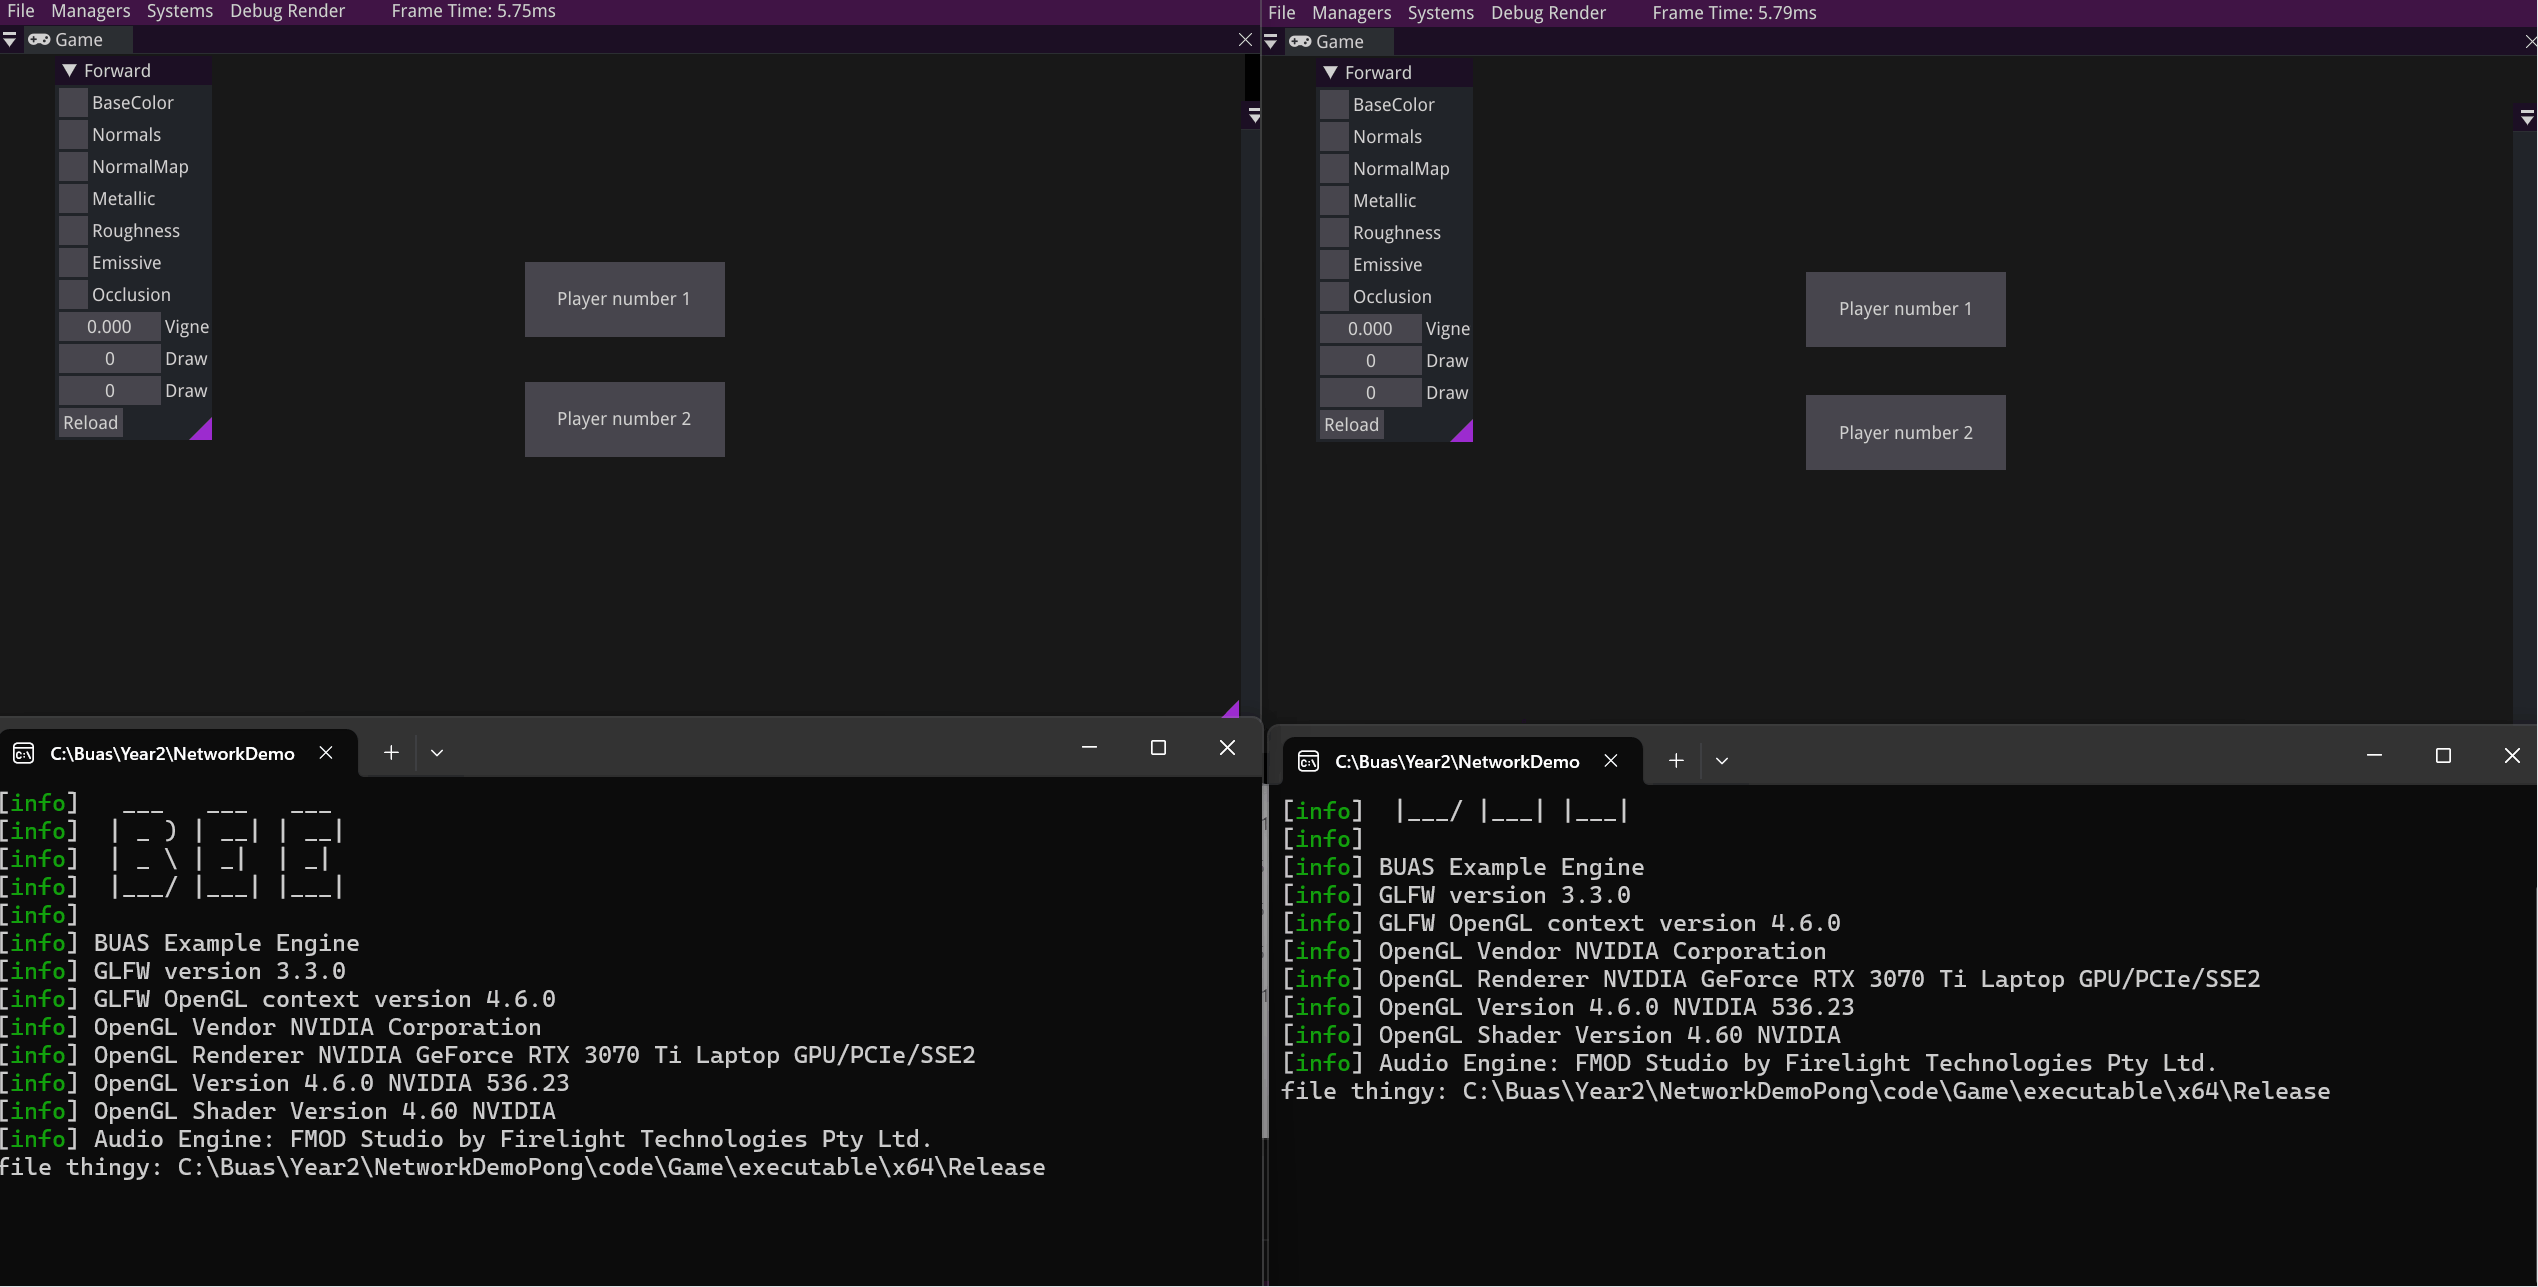 File Managers Systems Debug Render Frame Time: 5.75ms
Game
Forward
BaseColor
Normals
NormalMap
Metallic
Roughness
Emissive
Occlusion
0.000 Vigne
0 Draw
0 Draw
Reload
Player number 1
Player number 2
File Managers Systems Debug Render Frame Time: 5.79ms
Game
Forward
BaseColor
Normals
NormalMap
Metallic
Roughness
Emissive
Occlusion
0.000 Vigne
0 Draw
0 Draw
Reload
Player number 1
Player number 2
C:\Buas\Year2\NetworkDemo
[info]   ___   ___   ___
[info]  | _ ) | __| | __|
[info]  | _ \ | _|  | _|
[info]  |___/ |___| |___|
[info]
[info] BUAS Example Engine
[info] GLFW version 3.3.0
[info] GLFW OpenGL context version 4.6.0
[info] OpenGL Vendor NVIDIA Corporation
[info] OpenGL Renderer NVIDIA GeForce RTX 3070 Ti Laptop GPU/PCIe/SSE2
[info] OpenGL Version 4.6.0 NVIDIA 536.23
[info] OpenGL Shader Version 4.60 NVIDIA
[info] Audio Engine: FMOD Studio by Firelight Technologies Pty Ltd.
file thingy: C:\Buas\Year2\NetworkDemoPong\code\Game\executable\x64\Release
C:\Buas\Year2\NetworkDemo
[info]  |___/ |___| |___|
[info]
[info] BUAS Example Engine
[info] GLFW version 3.3.0
[info] GLFW OpenGL context version 4.6.0
[info] OpenGL Vendor NVIDIA Corporation
[info] OpenGL Renderer NVIDIA GeForce RTX 3070 Ti Laptop GPU/PCIe/SSE2
[info] OpenGL Version 4.6.0 NVIDIA 536.23
[info] OpenGL Shader Version 4.60 NVIDIA
[info] Audio Engine: FMOD Studio by Firelight Technologies Pty Ltd.
file thingy: C:\Buas\Year2\NetworkDemoPong\code\Game\executable\x64\Release